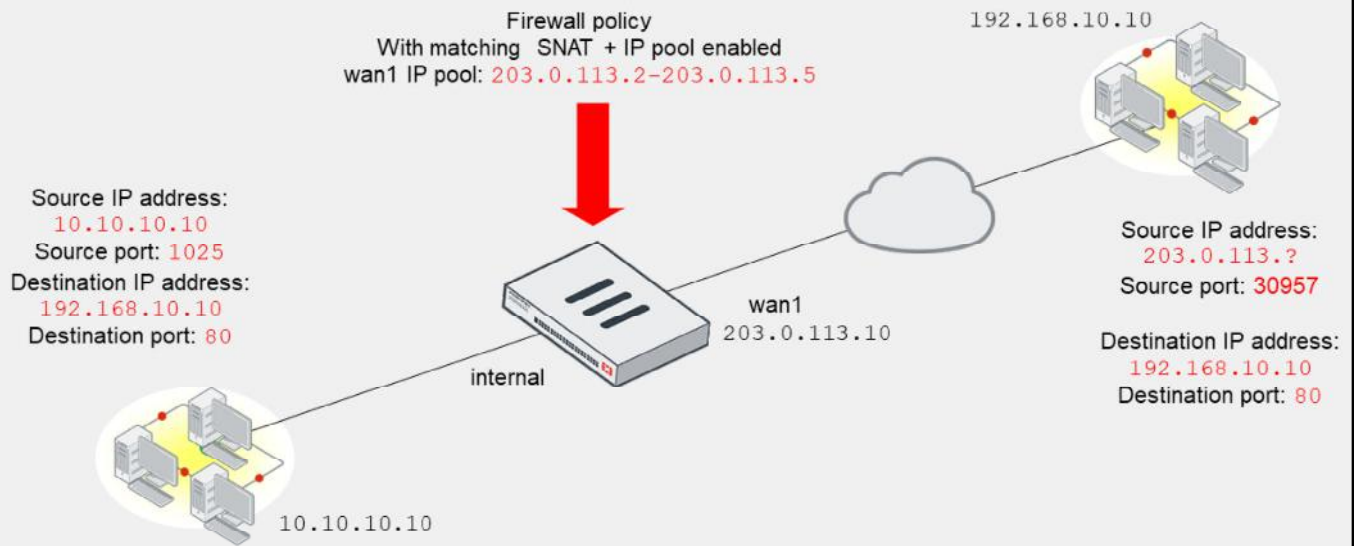 Firewall policy
With matching SNAT + IP pool enabled
wan1 IP pool: 203.0.113.2-203.0.113.5
192.168.10.10
Source IP address:
10.10.10.10
Source port: 1025
Destination IP address:
192.168.10.10
Destination port: 80
Source IP address:
203.0.113.?
Source port: 30957
Destination IP address:
192.168.10.10
Destination port: 80
wan1
203.0.113.10
internal
10.10.10.10